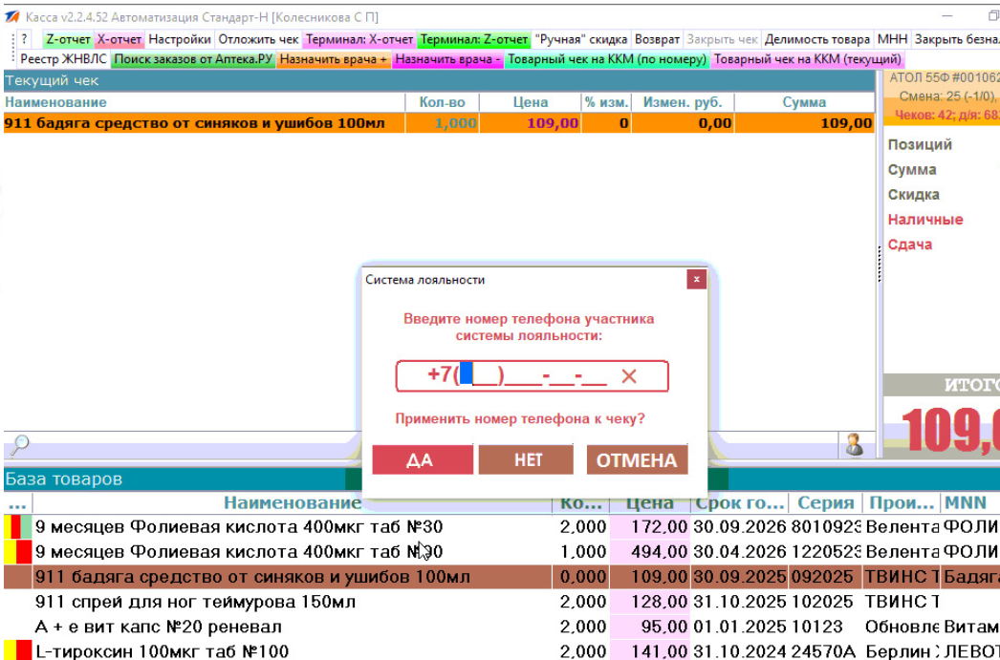 Касса v2.2.4.52 Автоматизация Стандарт-Н [Колесникова С П]
? Z-отчет X-отчет Настройки Отложить чек Терминал: X-отчет Терминал: Z-отчет "Ручная" скидка Возврат Закрыть чек Делимость товара МНН Закрыть безнал
Реестр ЖНВЛС Поиск заказов от Аптека.РУ Назначить врача + Назначить врача - Товарный чек на ККМ (по номеру) Товарный чек на ККМ (текущий)
Текущий чек
АТОЛ 55Ф #001062
Наименование Кол-во Цена % изм. Измен. руб. Сумма
Смена: 25 (-1/0),
911 бадяга средство от синяков и ушибов 100мл 1,000 109,00 0 0,00 109,00
Чеков: 42; д/я: 68
Позиций
Сумма
Скидка
Наличные
Сдача
Система лояльности
x
Введите номер телефона участника
системы лояльности:
+7(___)___-__-__
Применить номер телефона к чеку?
ДА НЕТ ОТМЕНА
ИТОГО
109,0
База товаров
... Наименование Ко... Цена Срок го... Серия Прои... MNN
9 месяцев Фолиевая кислота 400мкг таб №30 2,000 172,00 30.09.2026 8010923 Велента ФОЛИ
9 месяцев Фолиевая кислота 400мкг таб №90 1,000 494,00 30.04.2026 1220523 Велента ФОЛИ
911 бадяга средство от синяков и ушибов 100мл 0,000 109,00 30.09.2025 092025 ТВИНС Т Бадяга
911 спрей для ног теймурова 150мл 2,000 128,00 31.10.2025 102025 ТВИНС Т
А + е вит капс №20 реневал 2,000 95,00 01.01.2025 10123 Обновле Витам
L-тироксин 100мкг таб №100 2,000 141,00 31.10.2024 24570А Берлин ЛЕВОТ